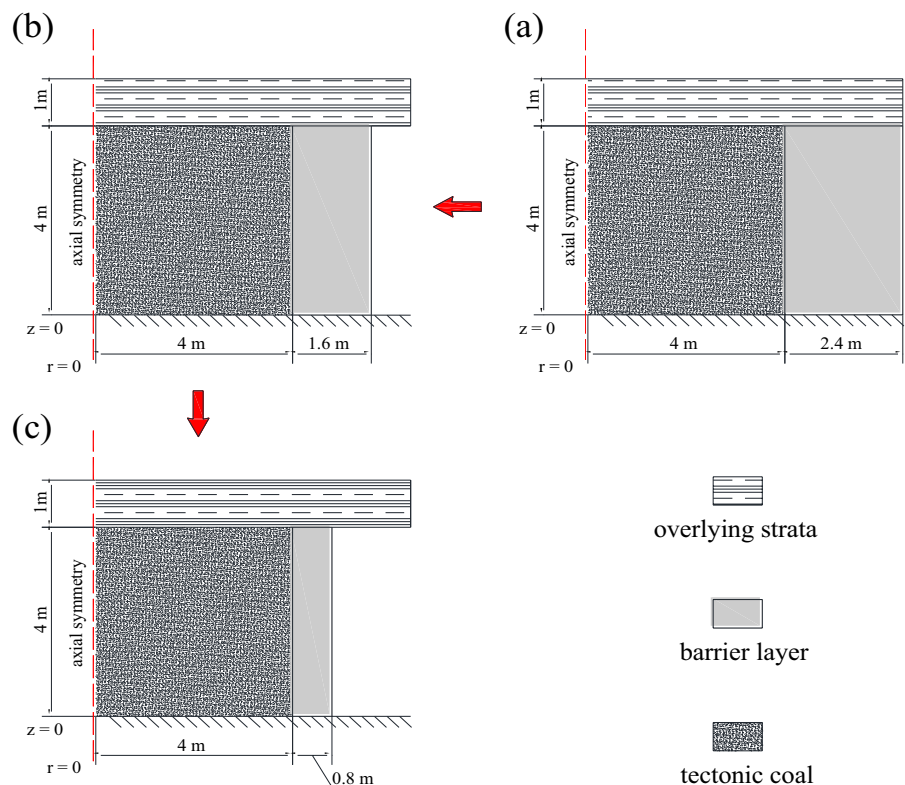 (b)
1m
4 m
axial symmetry
z = 0
r = 0
4 m
1.6 m
(a)
1m
4 m
axial symmetry
z = 0
r = 0
4 m
2.4 m
(c)
1m
4 m
axial symmetry
z = 0
r = 0
4 m
0.8 m
overlying strata
barrier layer
tectonic coal